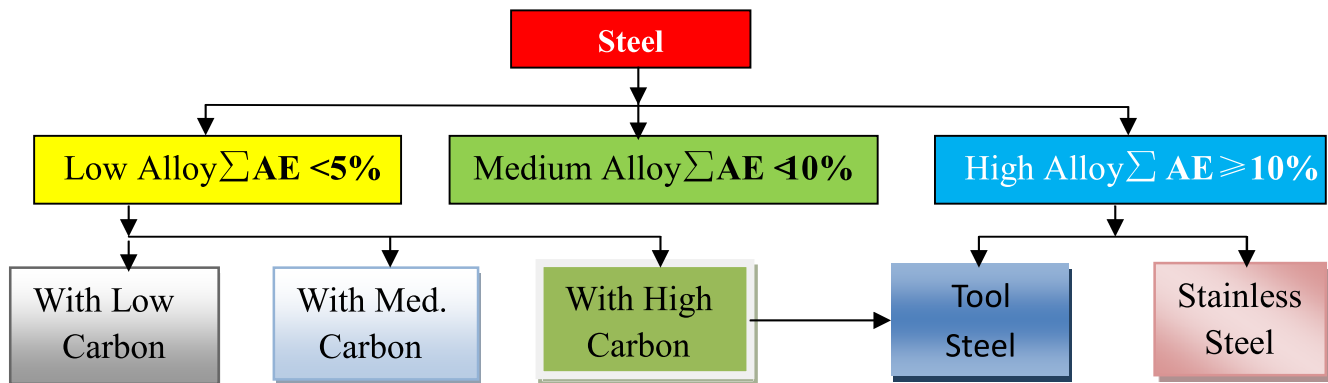 Steel
Low Alloy∑AE <5%
Medium Alloy ∑AE <10%
High Alloy∑ AE ≥10%
With Low
Carbon
With Med.
Carbon
With High
Carbon
Tool
Steel
Stainless
Steel